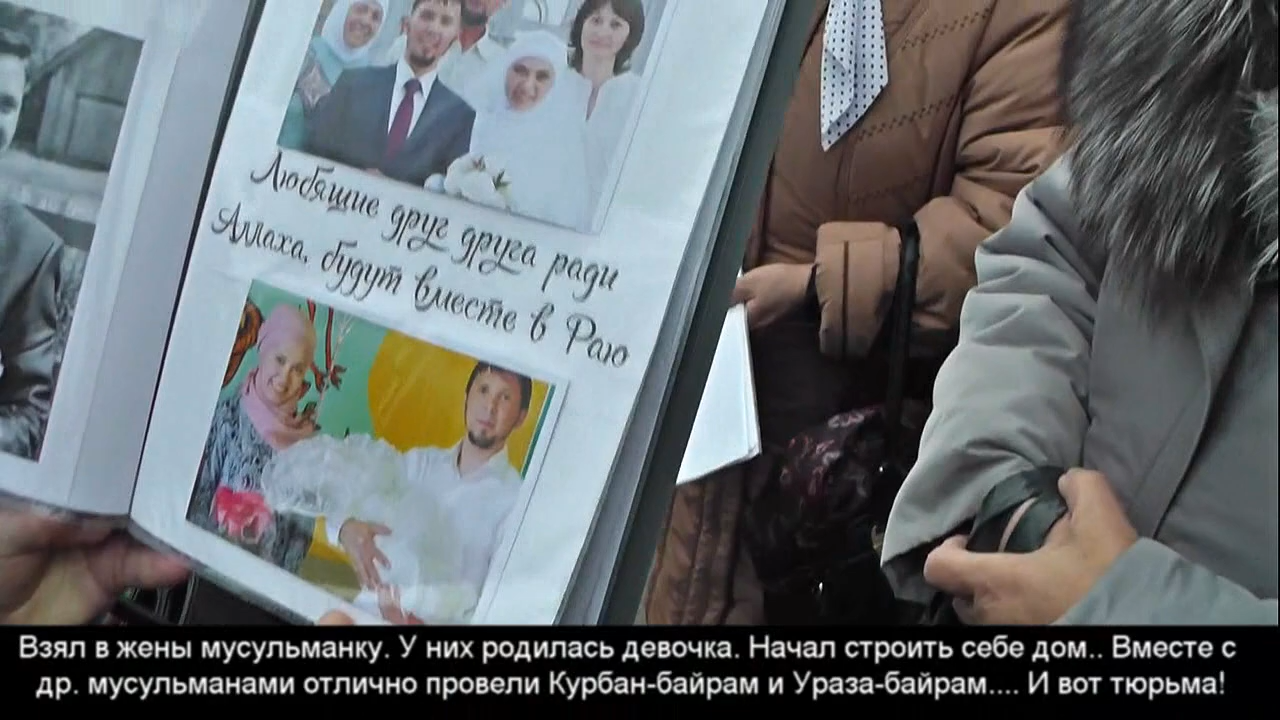 Любящие друг друга ради
Аллаха, будут вместе в Раю
Взял в жены мусульманку. У них родилась девочка. Начал строить себе дом.. Вместе с
др. мусульманами отлично провели Курбан-байрам и Ураза-байрам.... И вот тюрьма!